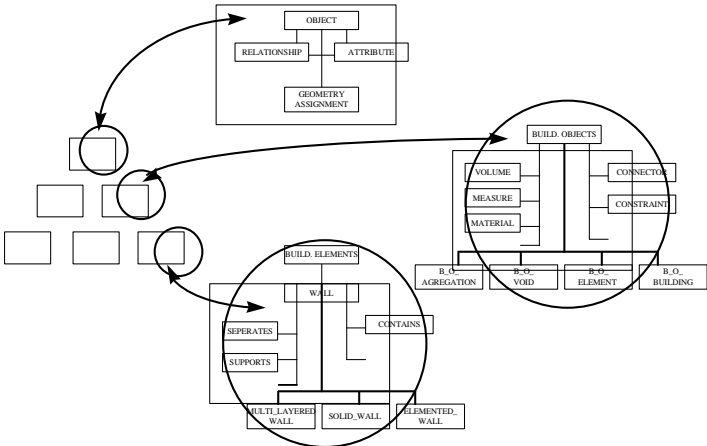 OBJECT
RELATIONSHIP
ATTRIBUTE
GEOMETRY
ASSIGNMENT
BUILD. OBJECTS
VOLUME
CONNECTOR
MEASURE
CONSTRAINT
MATERIAL
B_O_
AGREGATION
B_O_
VOID
B_O_
ELEMENT
B_O_
BUILDING
BUILD. ELEMENTS
WALL
SEPERATES
CONTAINS
SUPPORTS
MULTI_LAYERED
WALL
SOLID_WALL
ELEMENTED_
WALL